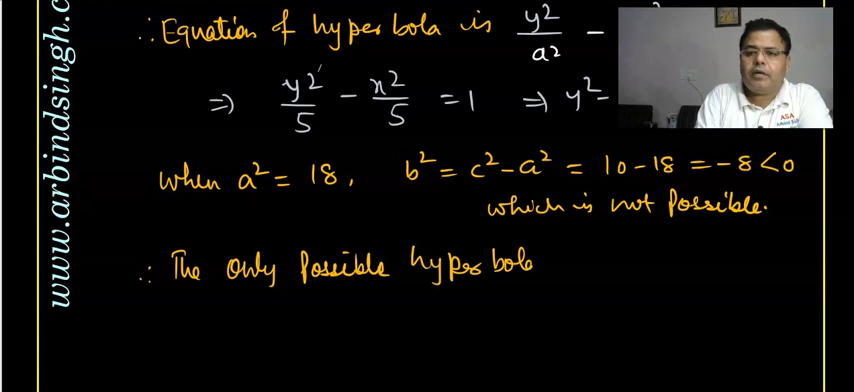 ∴ Equation of hyperbola is y²/a² −
⇒ y²/5 − x²/5 = 1 ⇒ y² −
when a² = 18, b² = c² − a² = 10 − 18 = −8 < 0
which is not possible.
∴ The only possible hyperbola
www.arbindsingh.c
ASA